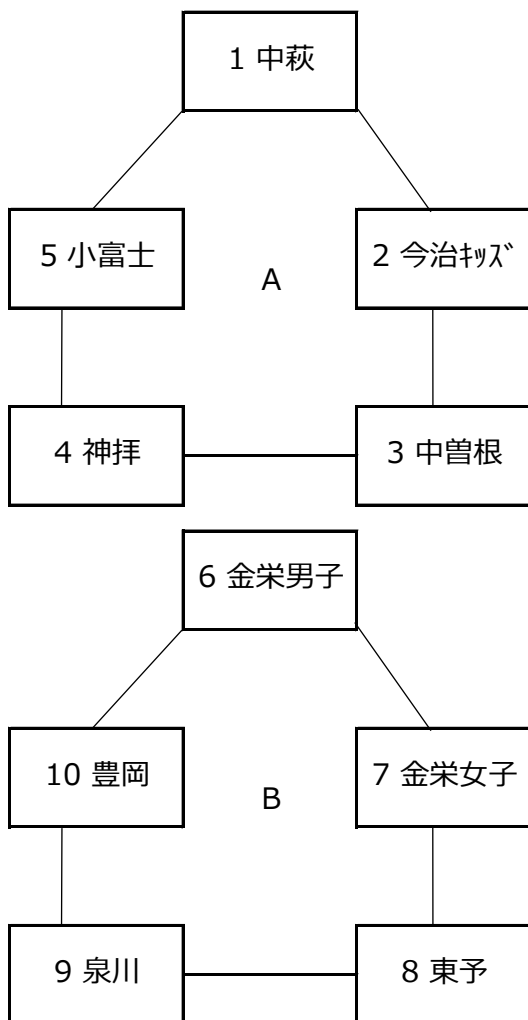 1 中萩
5 小富士
A
2 今治ｷｯｽﾞ
4 神拝
3 中曽根
6 金栄男子
10 豊岡
B
7 金栄女子
9 泉川
8 東予